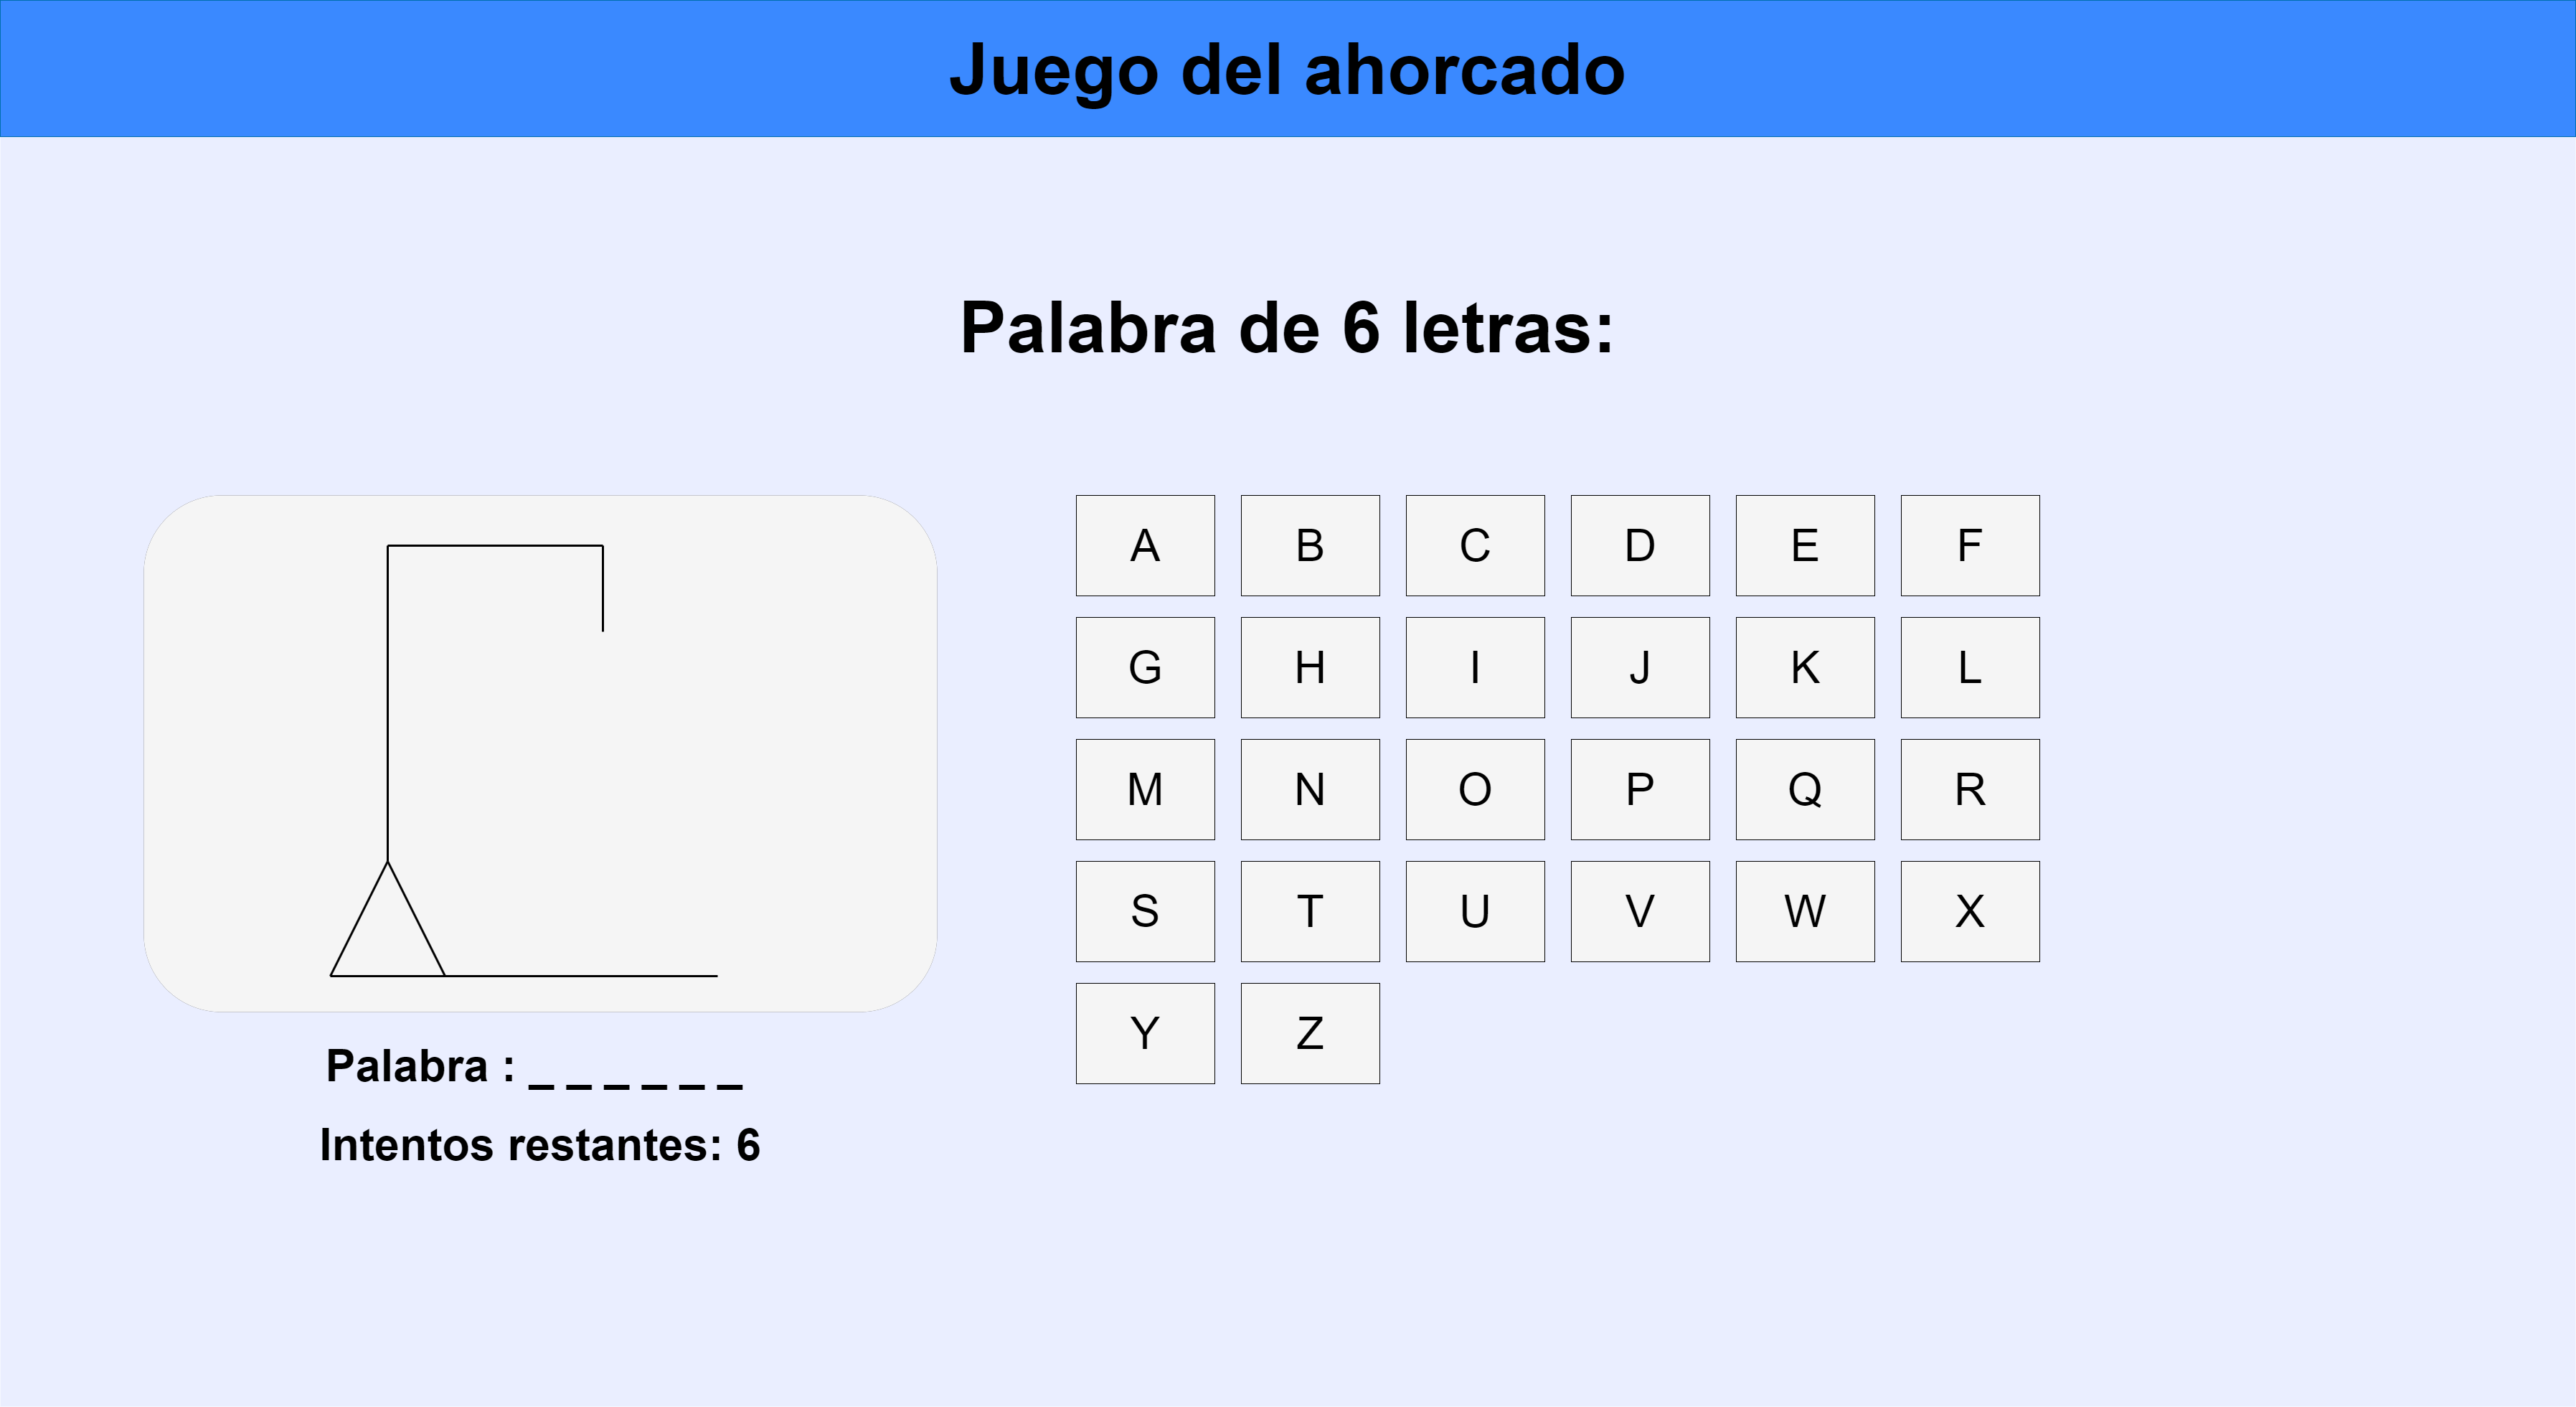 Juego del ahorcado
Palabra de 6 letras:
A B C D E F
G H I J K L
M N O P Q R
S T U V W X
Y Z
Palabra : _ _ _ _ _ _
Intentos restantes: 6